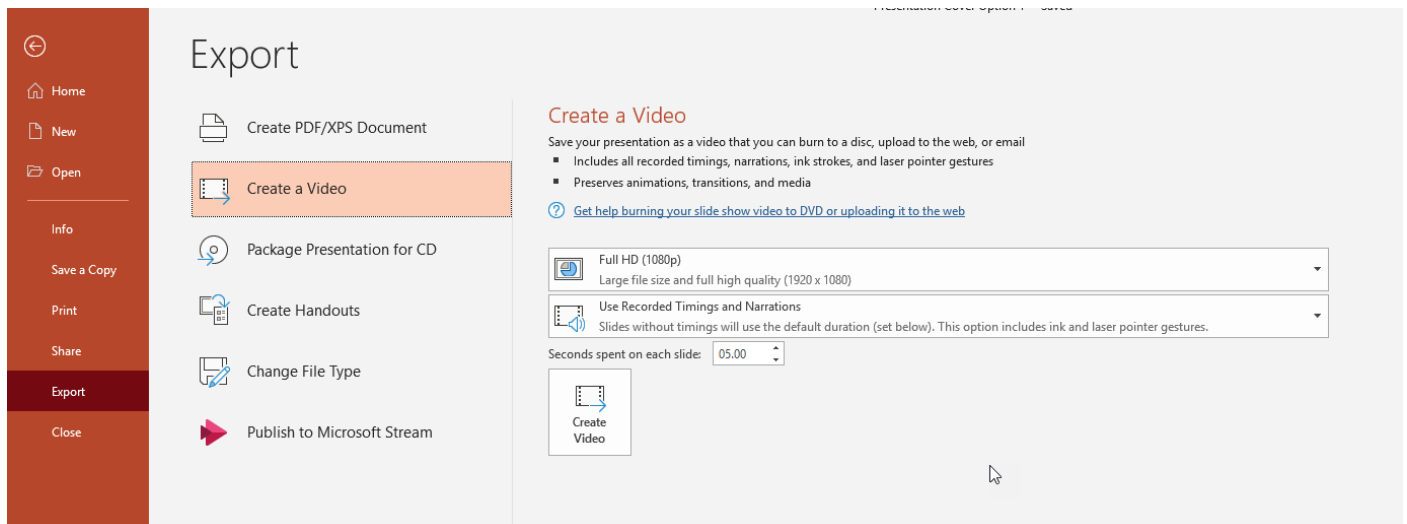 Presentation Cover Option 1 - Saved
Export
Home
New
Open
Info
Save a Copy
Print
Share
Export
Close
Create PDF/XPS Document
Create a Video
Package Presentation for CD
Create Handouts
Change File Type
Publish to Microsoft Stream
Create a Video
Save your presentation as a video that you can burn to a disc, upload to the web, or email
Includes all recorded timings, narrations, ink strokes, and laser pointer gestures
Preserves animations, transitions, and media
Get help burning your slide show video to DVD or uploading it to the web
Full HD (1080p)
Large file size and full high quality (1920 x 1080)
Use Recorded Timings and Narrations
Slides without timings will use the default duration (set below). This option includes ink and laser pointer gestures.
Seconds spent on each slide: 05.00
Create
Video